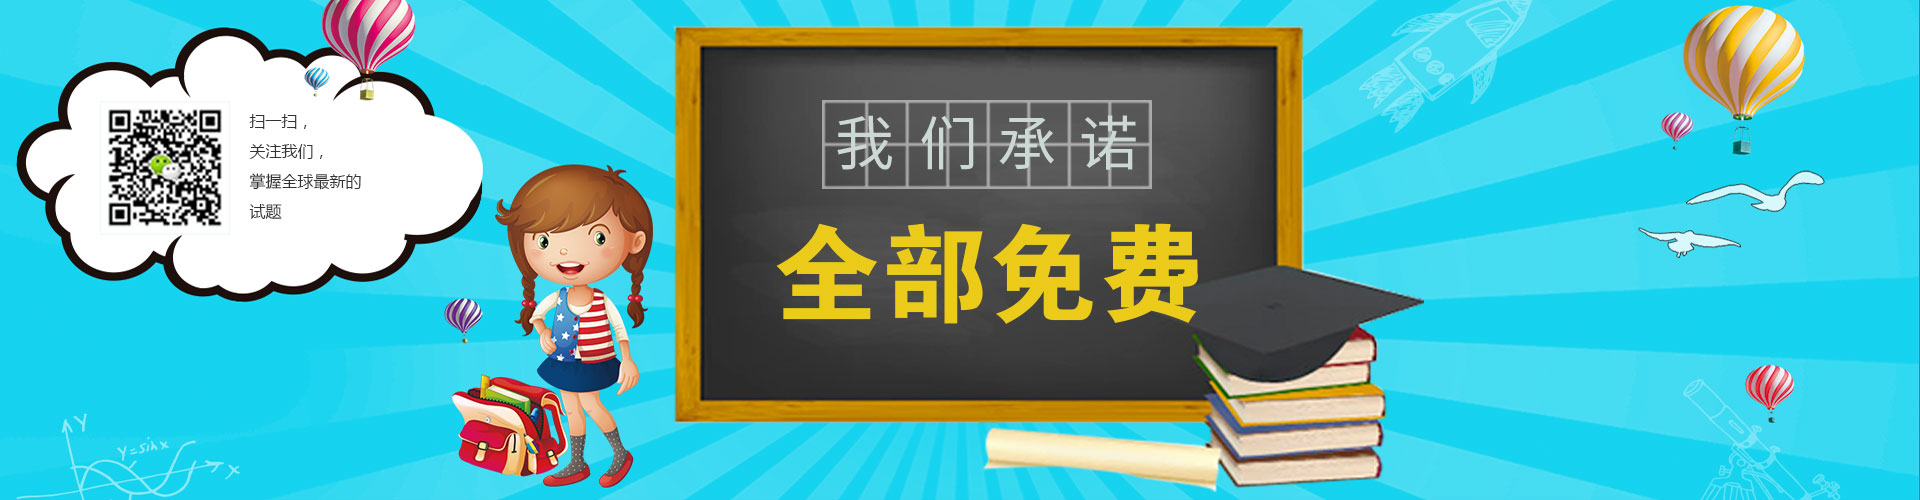 扫一扫，
关注我们，
掌握全球最新的
试题
我们承诺
全部免费
Y
Y=sinx
X